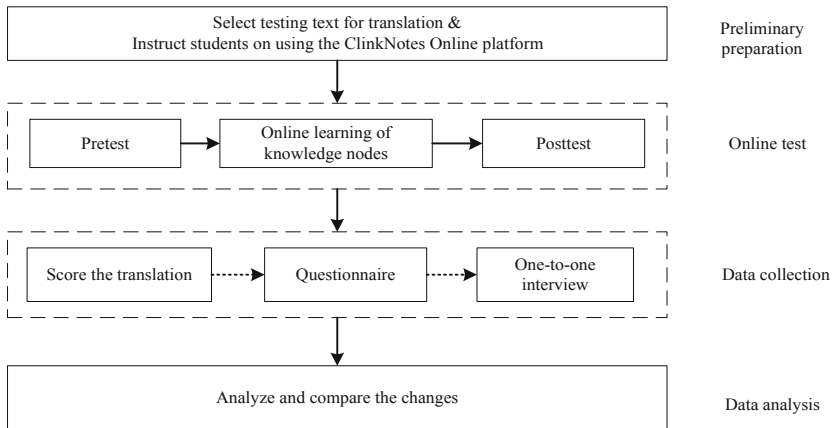 Select testing text for translation &
Instruct students on using the ClinkNotes Online platform
Preliminary
preparation
Pretest
Online learning of
knowledge nodes
Posttest
Online test
Score the translation
Questionnaire
One-to-one
interview
Data collection
Analyze and compare the changes
Data analysis